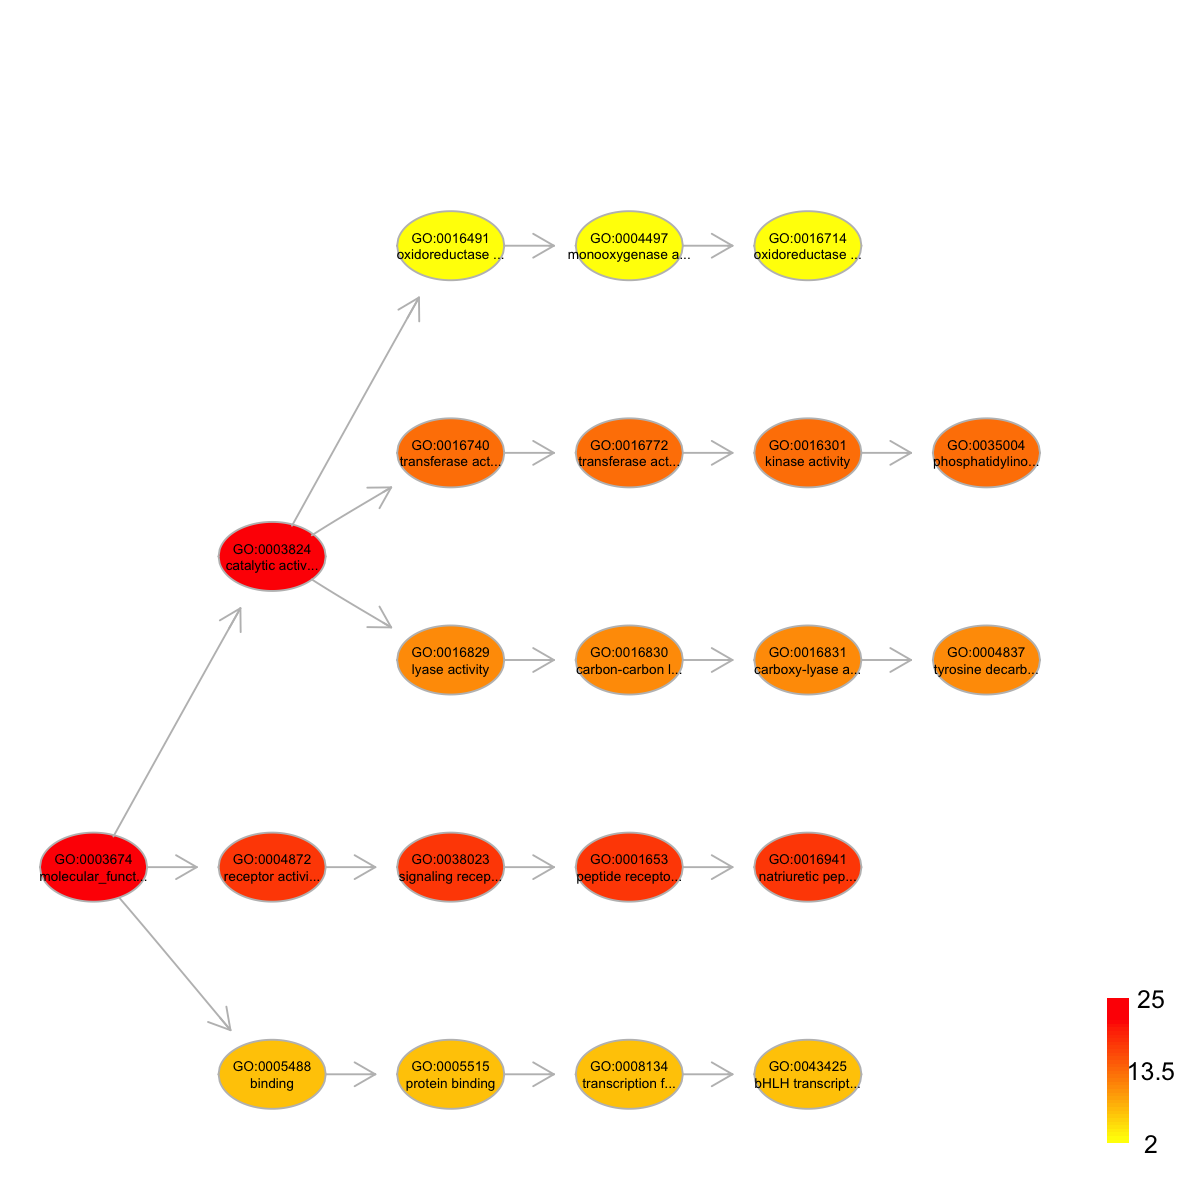 GO:0016491
oxidoreductase ...
GO:0004497
monooxygenase a...
GO:0016714
oxidoreductase ...
GO:0016740
transferase act...
GO:0016772
transferase act...
GO:0016301
kinase activity
GO:0035004
phosphatidylino...
GO:0003824
catalytic activ...
GO:0016829
lyase activity
GO:0016830
carbon-carbon l...
GO:0016831
carboxy-lyase a...
GO:0004837
tyrosine decarb...
GO:0003674
molecular_funct...
GO:0004872
receptor activi...
GO:0038023
signaling recep...
GO:0001653
peptide recepto...
GO:0016941
natriuretic pep...
GO:0005488
binding
GO:0005515
protein binding
GO:0008134
transcription f...
GO:0043425
bHLH transcript...
25
13.5
2